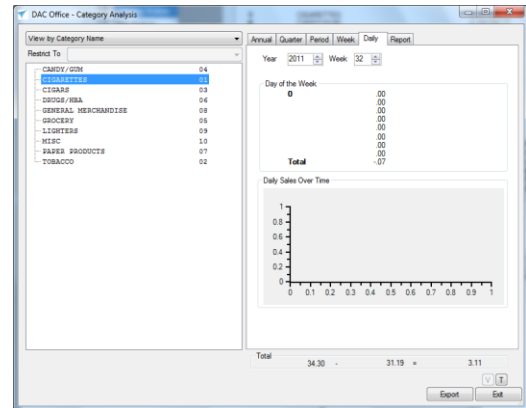 DAC Office - Category Analysis
View by Category Name
Restrict To
CANDY/GUM 04
CIGARETTES 01
CIGARS 03
DRUGS/HBA 06
GENERAL MERCHANDISE 08
GROCERY 05
LIGHTERS 09
MISC 10
PAPER PRODUCTS 07
TOBACCO 02
Annual Quarter Period Week Daily Report
Year 2011 Week 32
Day of the Week
0 .00
.00
.00
.00
.00
.00
.00
Total -.07
Daily Sales Over Time
1
0.8
0.6
0.4
0.2
0
0 0.1 0.2 0.3 0.4 0.5 0.6 0.7 0.8 0.9 1
Total
34.30 - 31.19 = 3.11
V T
Export Exit